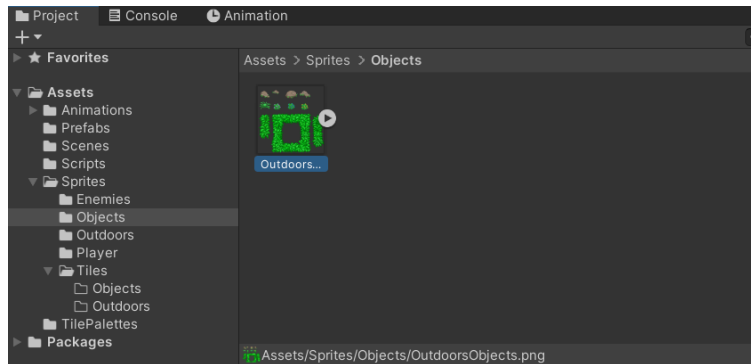 Project Console Animation
Favorites
Assets > Sprites > Objects
Assets
Animations
Prefabs
Scenes
Scripts
Sprites
Enemies
Objects
Outdoors
Player
Tiles
Objects
Outdoors
TilePalettes
Packages
Outdoors...
Assets/Sprites/Objects/OutdoorsObjects.png